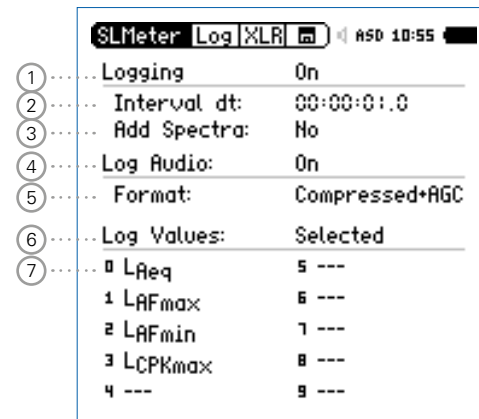 SLMeter Log XLR ASD 10:55
1 Logging On
2 Interval dt: 00:00:01.0
3 Add Spectra: No
4 Log Audio: On
5 Format: Compressed+AGC
6 Log Values: Selected
7 0 LAeq 5 ---
1 LAFmax 6 ---
2 LAFmin 7 ---
3 LCPKmax 8 ---
4 --- 9 ---